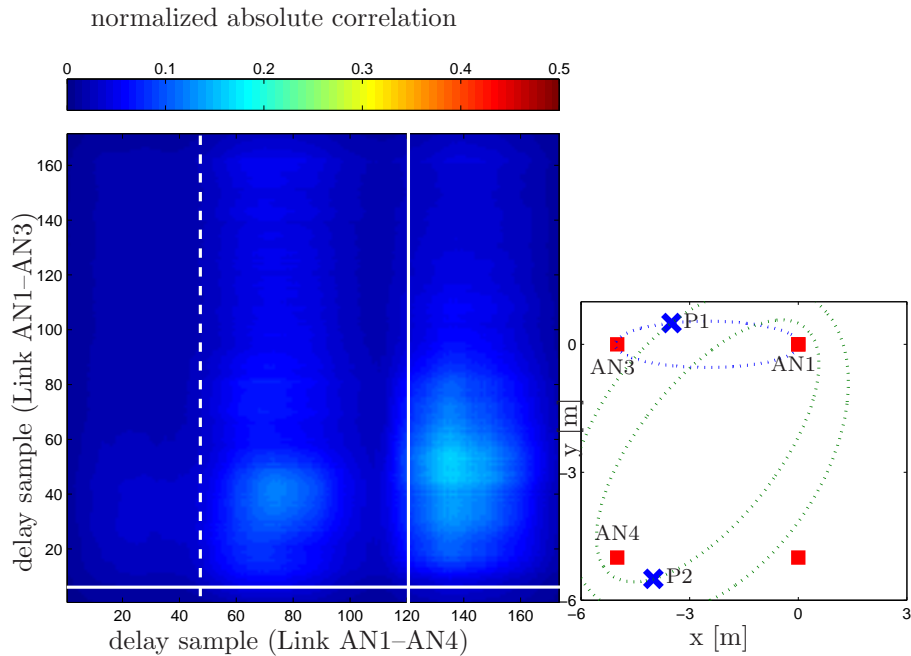 normalized absolute correlation
0 0.1 0.2 0.3 0.4 0.5
delay sample (Link AN1–AN3)
160
140
120
100
80
60
40
20
20 40 60 80 100 120 140 160
delay sample (Link AN1–AN4)
y [m]
0
−3
−6
P1
AN3
AN1
AN4
P2
−6 −3 0 3
x [m]